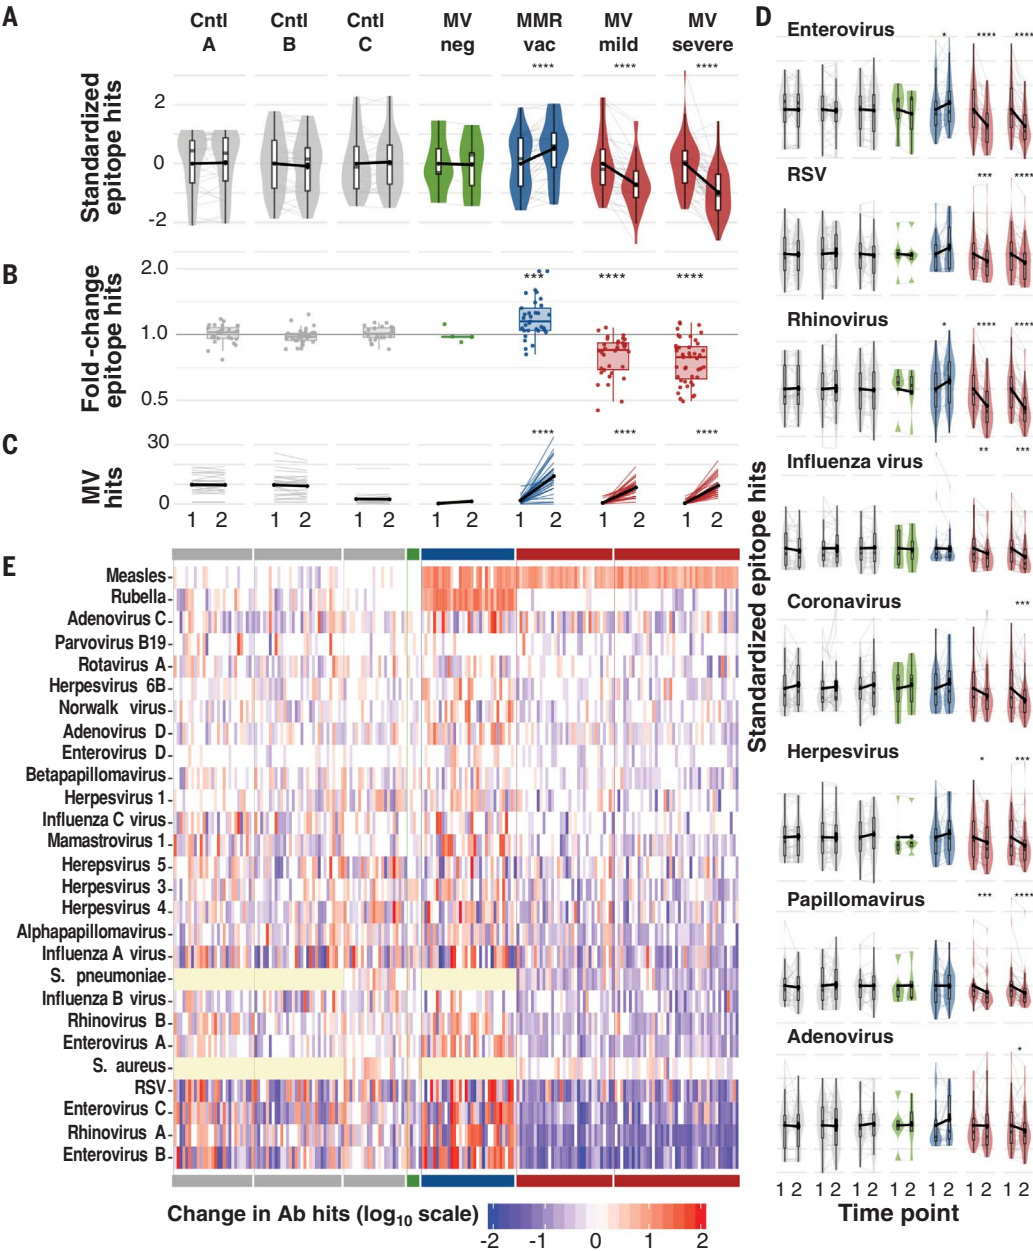 A
Cntl A
Cntl B
Cntl C
MV neg
MMR vac
MV mild
MV severe
**** **** ****
Standardized epitope hits
2
0
-2
B
*** **** ****
Fold-change epitope hits
2.0
1.0
0.5
C
**** **** ****
MV hits
30
0
1 2 1 2 1 2 1 2 1 2 1 2 1 2
E
Measles
Rubella
Adenovirus C
Parvovirus B19
Rotavirus A
Herpesvirus 6B
Norwalk virus
Adenovirus D
Enterovirus D
Betapapillomavirus
Herpesvirus 1
Influenza C virus
Mamastrovirus 1
Herepsvirus 5
Herpesvirus 3
Herpesvirus 4
Alphapapillomavirus
Influenza A virus
S. pneumoniae
Influenza B virus
Rhinovirus B
Enterovirus A
S. aureus
RSV
Enterovirus C
Rhinovirus A
Enterovirus B
Change in Ab hits (log10 scale)
-2 -1 0 1 2
D
Standardized epitope hits
Enterovirus
* **** ****
RSV
*** ****
Rhinovirus
* **** ****
Influenza virus
** ***
Coronavirus
***
Herpesvirus
* ***
Papillomavirus
*** ****
Adenovirus
*
1 2 1 2 1 2 1 2 1 2 1 2 1 2
Time point